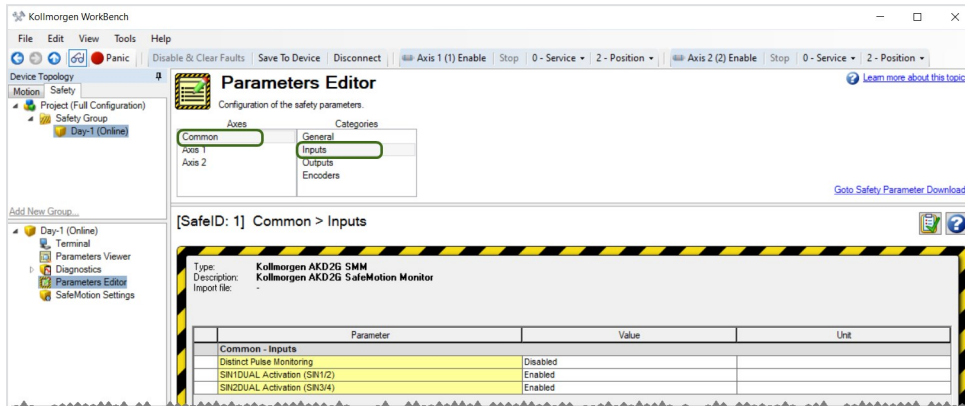 Kollmorgen WorkBench
File Edit View Tools Help
Panic Disable & Clear Faults Save To Device Disconnect Axis 1 (1) Enable Stop 0 - Service 2 - Position Axis 2 (2) Enable Stop 0 - Service 2 - Position
Device Topology
Motion Safety
Project (Full Configuration)
Safety Group
Day-1 (Online)
Add New Group...
Day-1 (Online)
Terminal
Parameters Viewer
Diagnostics
Parameters Editor
SafeMotion Settings
Parameters Editor
Learn more about this topic
Configuration of the safety parameters.
Axes Categories
Common General
Axis 1 Inputs
Axis 2 Outputs
Encoders
Goto Safety Parameter Download
[SafeID: 1] Common > Inputs
Type: Kollmorgen AKD2G SMM
Description: Kollmorgen AKD2G SafeMotion Monitor
Import file: -
Parameter Value Unit
Common - Inputs
Distinct Pulse Monitoring Disabled
SIN1DUAL Activation (SIN1/2) Enabled
SIN2DUAL Activation (SIN3/4) Enabled